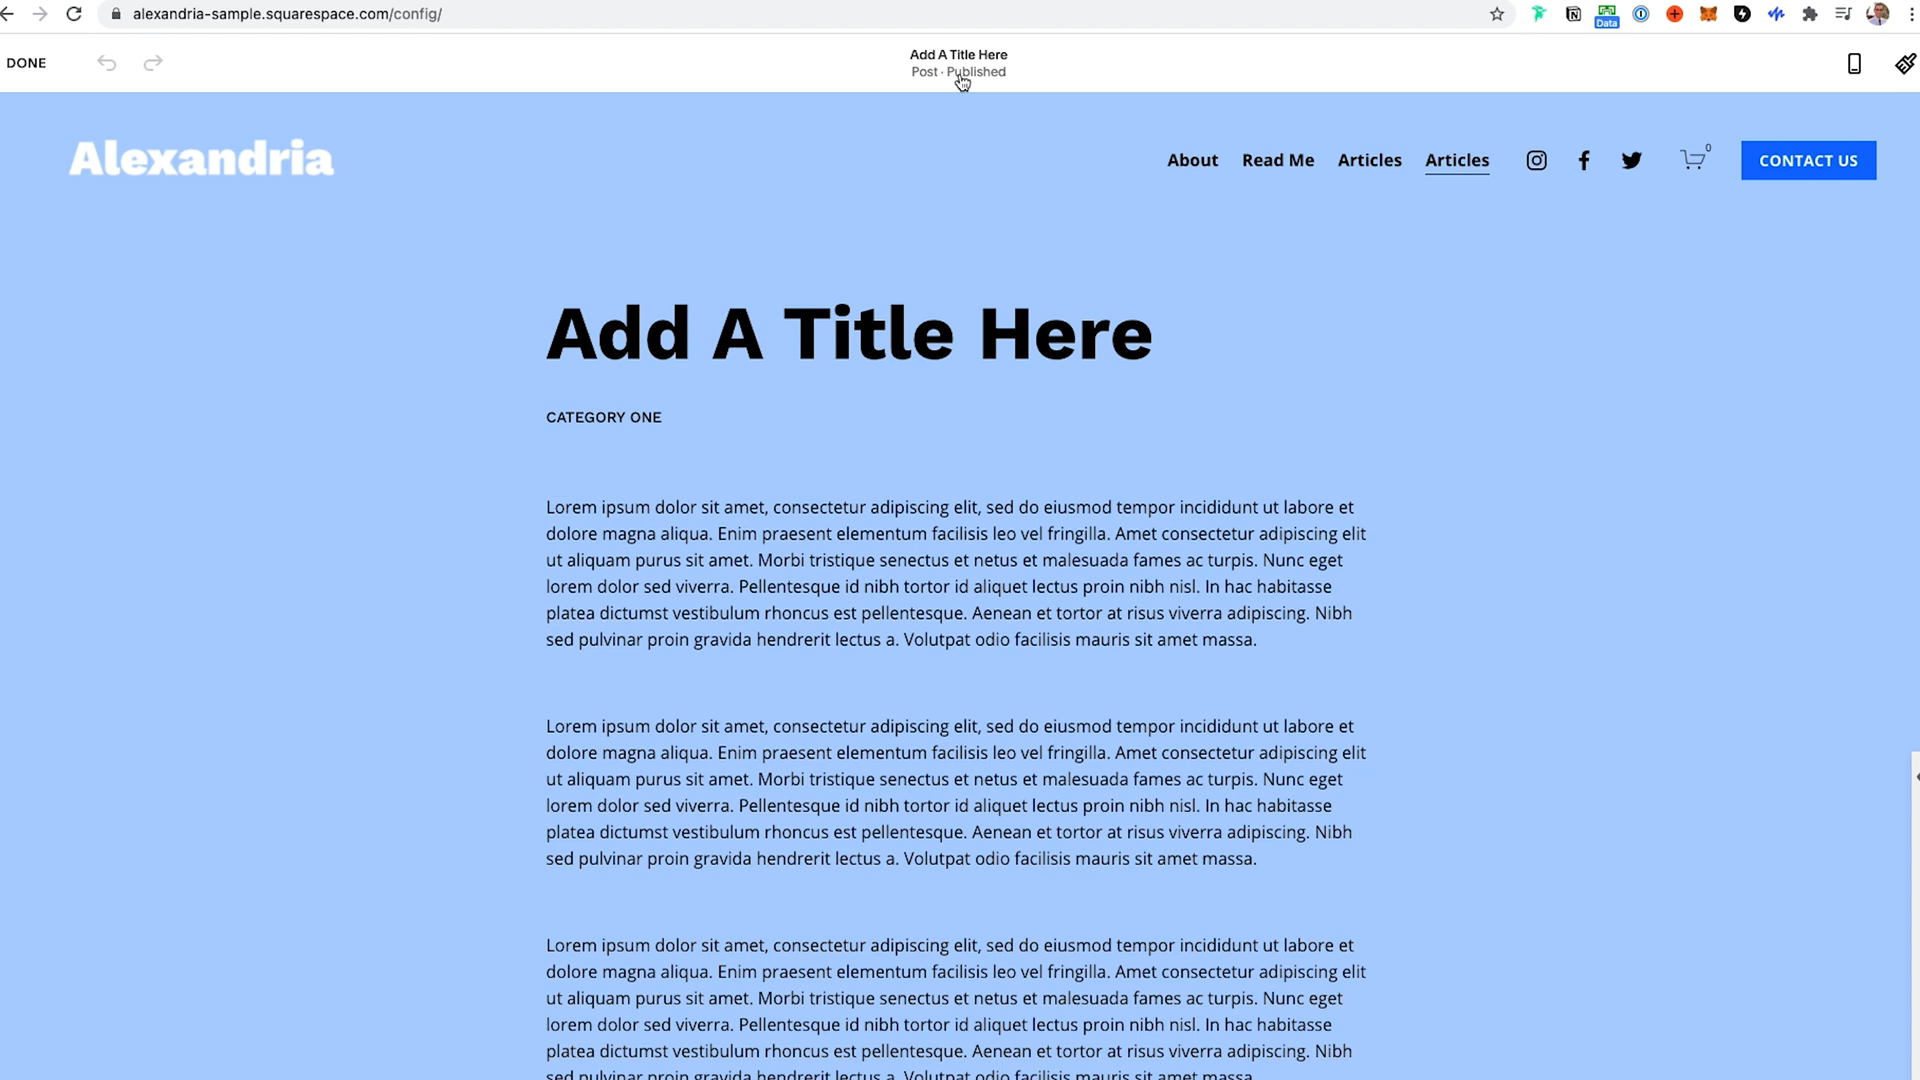 alexandria-sample.squarespace.com/config/
Data
DONE
Add A Title Here
Post · Published
Alexandria
About
Read Me
Articles
Articles
0
CONTACT US
Add A Title Here
CATEGORY ONE
Lorem ipsum dolor sit amet, consectetur adipiscing elit, sed do eiusmod tempor incididunt ut labore et
dolore magna aliqua. Enim praesent elementum facilisis leo vel fringilla. Amet consectetur adipiscing elit
ut aliquam purus sit amet. Morbi tristique senectus et netus et malesuada fames ac turpis. Nunc eget
lorem dolor sed viverra. Pellentesque id nibh tortor id aliquet lectus proin nibh nisl. In hac habitasse
platea dictumst vestibulum rhoncus est pellentesque. Aenean et tortor at risus viverra adipiscing. Nibh
sed pulvinar proin gravida hendrerit lectus a. Volutpat odio facilisis mauris sit amet massa.
Lorem ipsum dolor sit amet, consectetur adipiscing elit, sed do eiusmod tempor incididunt ut labore et
dolore magna aliqua. Enim praesent elementum facilisis leo vel fringilla. Amet consectetur adipiscing elit
ut aliquam purus sit amet. Morbi tristique senectus et netus et malesuada fames ac turpis. Nunc eget
lorem dolor sed viverra. Pellentesque id nibh tortor id aliquet lectus proin nibh nisl. In hac habitasse
platea dictumst vestibulum rhoncus est pellentesque. Aenean et tortor at risus viverra adipiscing. Nibh
sed pulvinar proin gravida hendrerit lectus a. Volutpat odio facilisis mauris sit amet massa.
Lorem ipsum dolor sit amet, consectetur adipiscing elit, sed do eiusmod tempor incididunt ut labore et
dolore magna aliqua. Enim praesent elementum facilisis leo vel fringilla. Amet consectetur adipiscing elit
ut aliquam purus sit amet. Morbi tristique senectus et netus et malesuada fames ac turpis. Nunc eget
lorem dolor sed viverra. Pellentesque id nibh tortor id aliquet lectus proin nibh nisl. In hac habitasse
platea dictumst vestibulum rhoncus est pellentesque. Aenean et tortor at risus viverra adipiscing. Nibh
sed pulvinar proin gravida hendrerit lectus a. Volutpat odio facilisis mauris sit amet massa.